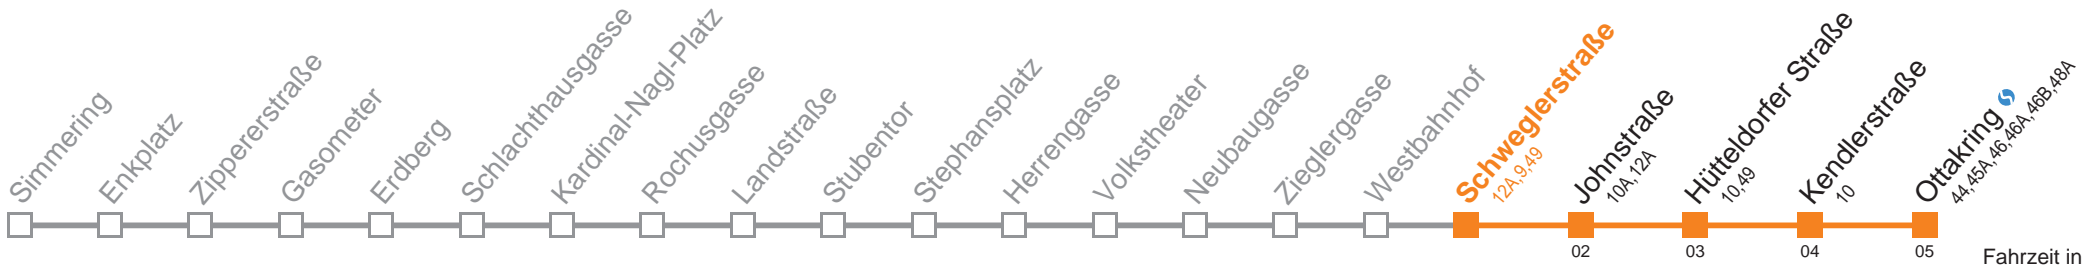 Simmering
Enkplatz
Zippererstraße
Gasometer
Erdberg
Schlachthausgasse
Kardinal-Nagl-Platz
Rochusgasse
Landstraße
Stubentor
Stephansplatz
Herrengasse
Volkstheater
Neubaugasse
Zieglergasse
Westbahnhof
Schweglerstraße
12A,9,49
Johnstraße
10A,12A
Hütteldorfer Straße
10,49
Kendlerstraße
10
Ottakring
44,45A,46,46A,46B,48A
02 03 04 05
Fahrzeit in